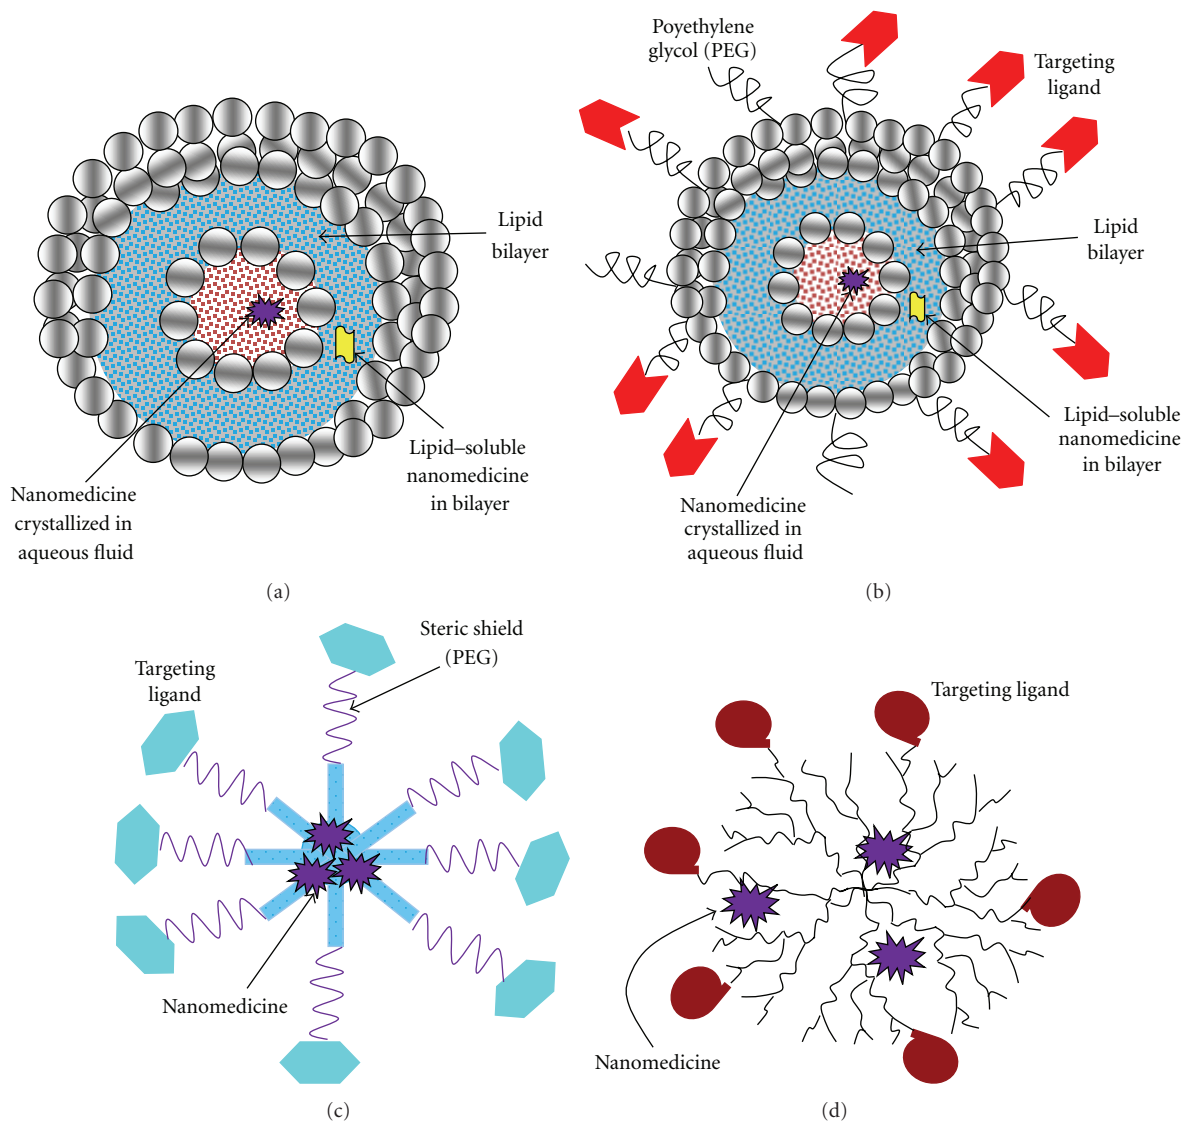 Lipid
bilayer
Lipid–soluble
nanomedicine
in bilayer
Nanomedicine
crystallized in
aqueous fluid
(a)
Poyethylene
glycol (PEG)
Targeting
ligand
Lipid
bilayer
Lipid–soluble
nanomedicine
in bilayer
Nanomedicine
crystallized in
aqueous fluid
(b)
Steric shield
(PEG)
Targeting
ligand
Nanomedicine
(c)
Targeting ligand
Nanomedicine
(d)